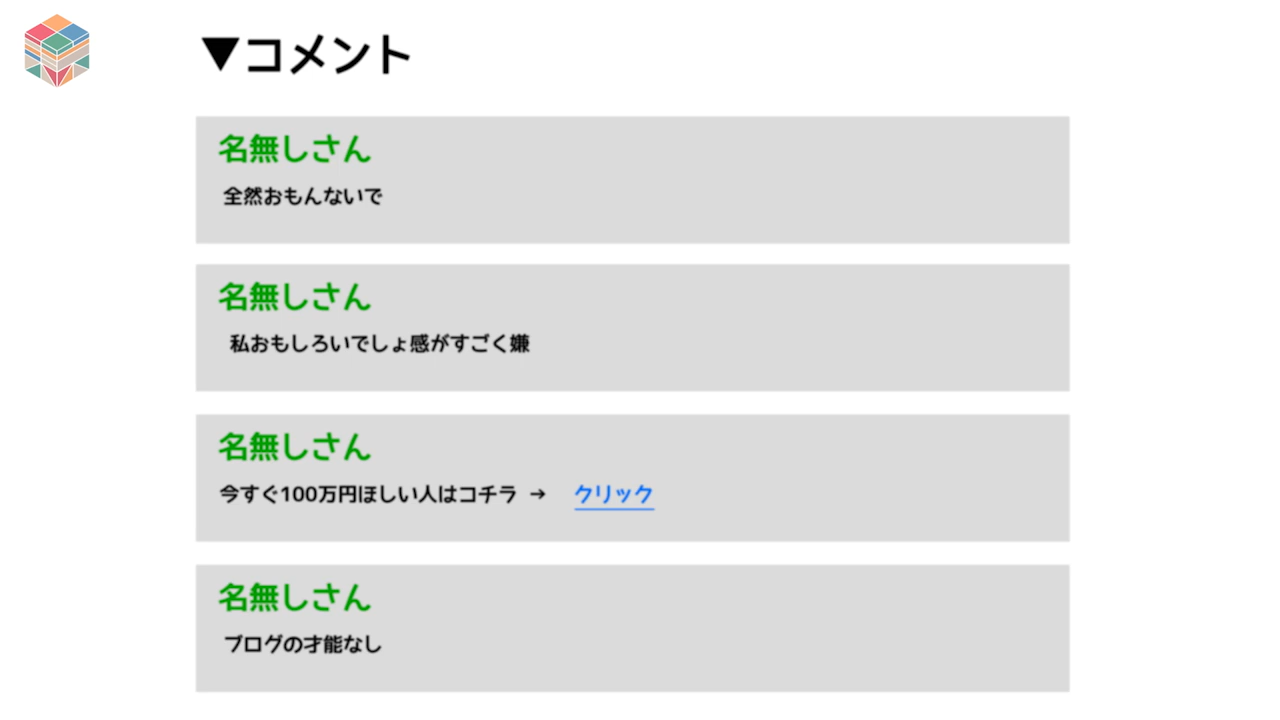 ▼コメント
名無しさん
全然おもんないで
名無しさん
私おもしろいでしょ感がすごく嫌
名無しさん
今すぐ100万円ほしい人はコチラ → クリック
名無しさん
ブログの才能なし